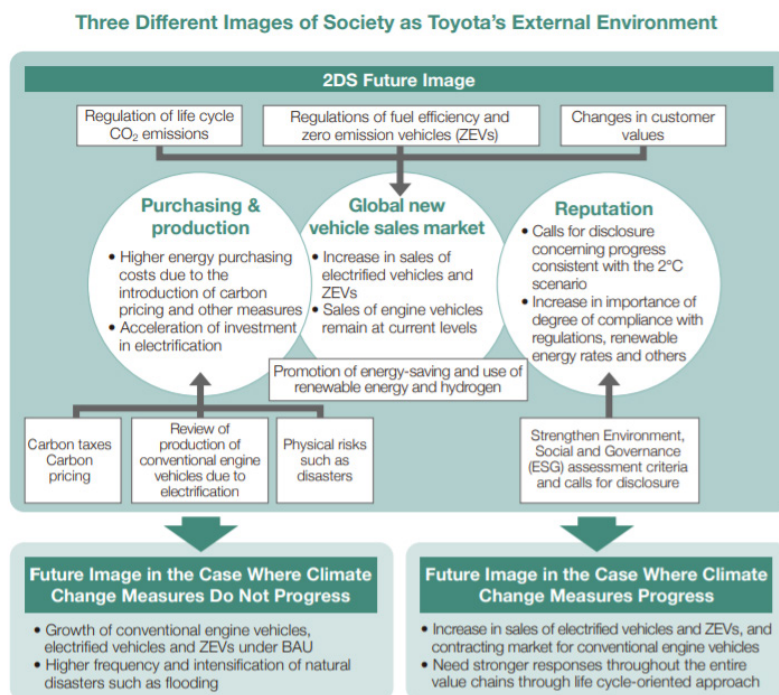 Three Different Images of Society as Toyota's External Environment
2DS Future Image
Regulation of life cycle
CO₂ emissions
Regulations of fuel efficiency and
zero emission vehicles (ZEVs)
Changes in customer
values
Purchasing &
production
• Higher energy purchasing
costs due to the
introduction of carbon
pricing and other measures
• Acceleration of investment
in electrification
Global new
vehicle sales market
• Increase in sales of
electrified vehicles and
ZEVs
• Sales of engine vehicles
remain at current levels
Reputation
• Calls for disclosure
concerning progress
consistent with the 2°C
scenario
• Increase in importance of
degree of compliance with
regulations, renewable
energy rates and others
Promotion of energy-saving and use of
renewable energy and hydrogen
Carbon taxes
Carbon
pricing
Review of
production of
conventional engine
vehicles due to
electrification
Physical risks
such as
disasters
Strengthen Environment,
Social and Governance
(ESG) assessment criteria
and calls for disclosure
Future Image in the Case Where Climate
Change Measures Do Not Progress
• Growth of conventional engine vehicles,
electrified vehicles and ZEVs under BAU
• Higher frequency and intensification of natural
disasters such as flooding
Future Image in the Case Where Climate
Change Measures Progress
• Increase in sales of electrified vehicles and ZEVs, and
contracting market for conventional engine vehicles
• Need stronger responses throughout the entire
value chains through life cycle-oriented approach